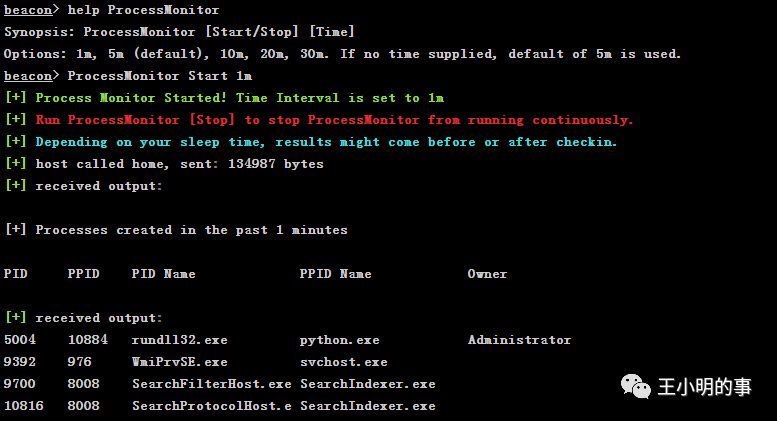 beacon> help ProcessMonitor
Synopsis: ProcessMonitor [Start/Stop] [Time]
Options: 1m, 5m (default), 10m, 20m, 30m. If no time supplied, default of 5m is used.
beacon> ProcessMonitor Start 1m
[+] Process Monitor Started! Time Interval is set to 1m
[+] Run ProcessMonitor [Stop] to stop ProcessMonitor from running continuously.
[+] Depending on your sleep time, results might come before or after checkin.
[+] host called home, sent: 134987 bytes
[+] received output:
[+] Processes created in the past 1 minutes
PID PPID PID Name PPID Name Owner
[+] received output:
5004 10884 rundll32.exe python.exe Administrator
9392 976 WmiPrvSE.exe svchost.exe
9700 8008 SearchFilterHost.exe SearchIndexer.exe
10816 8008 SearchProtocolHost.e SearchIndexer.exe
王小明的事